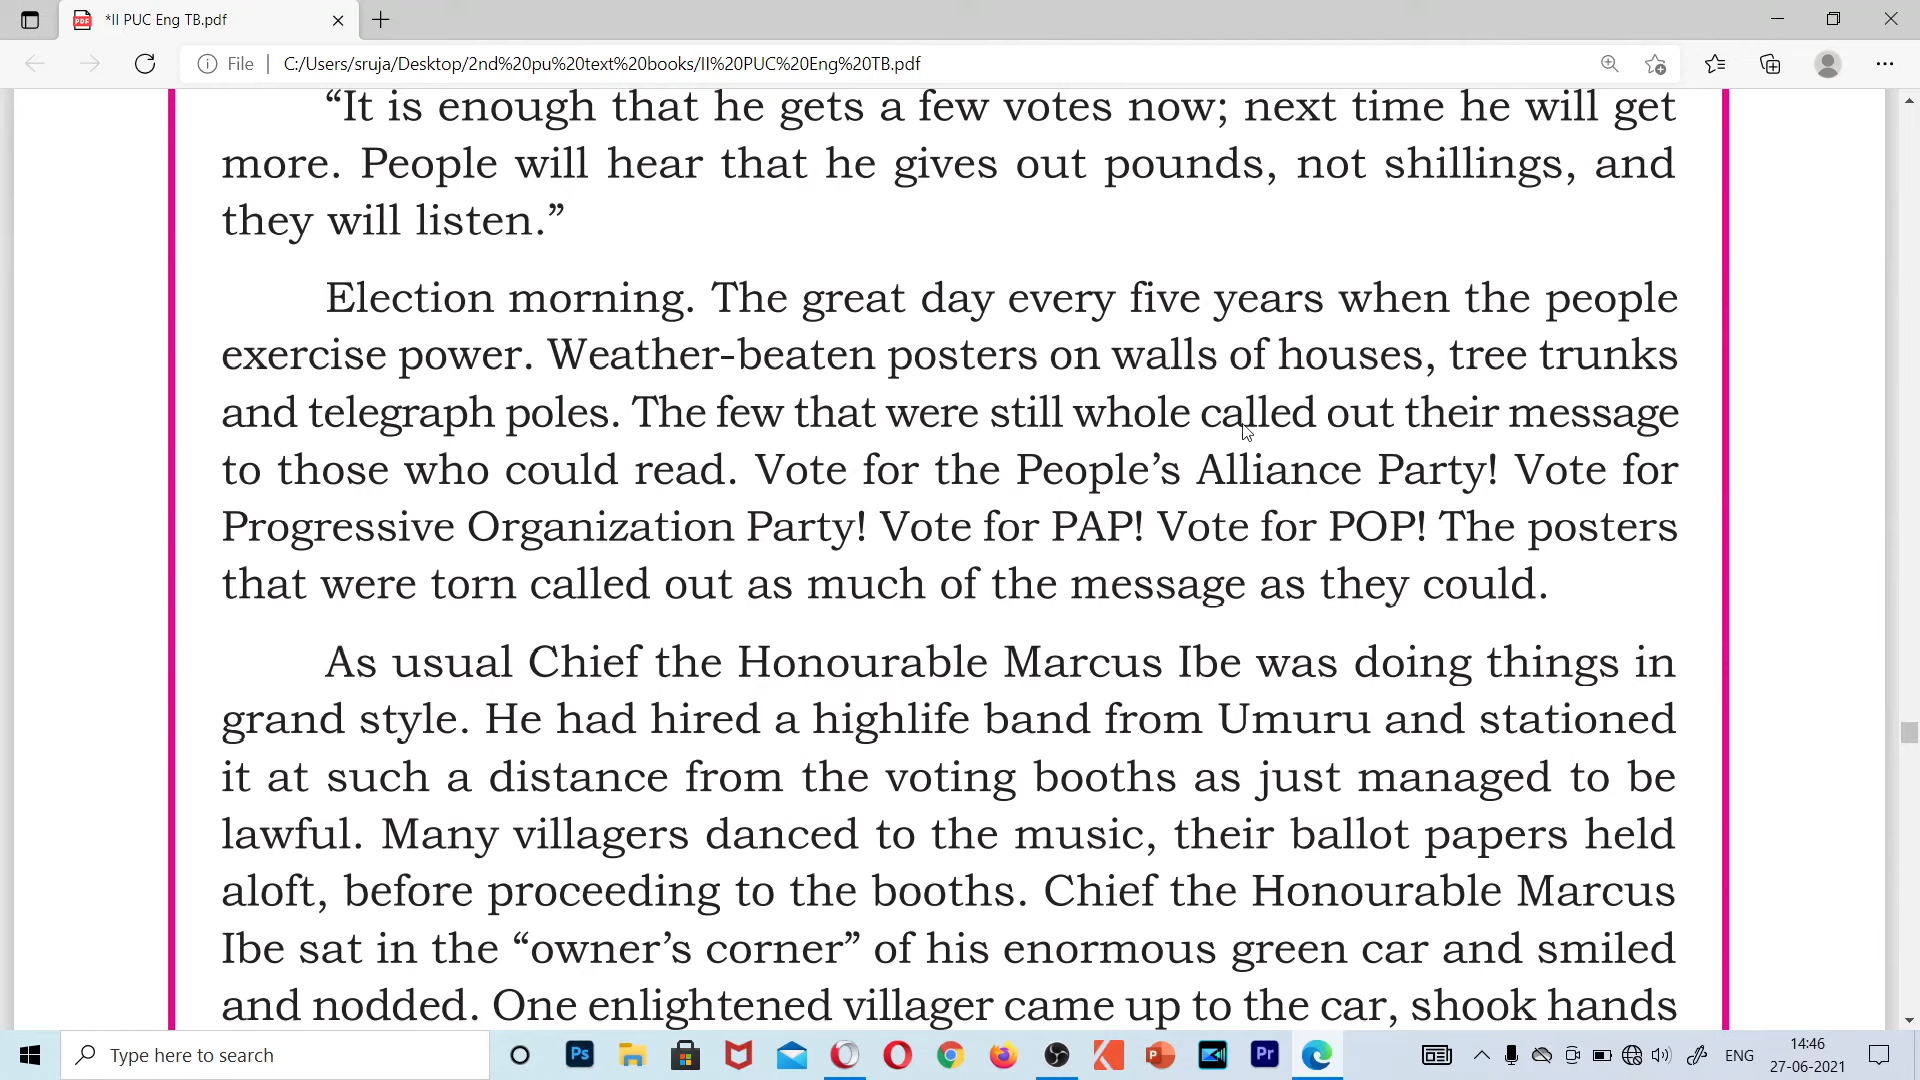 *II PUC Eng TB.pdf
File | C:/Users/sruja/Desktop/2nd%20pu%20text%20books/II%20PUC%20Eng%20TB.pdf
“It is enough that he gets a few votes now; next time he will get
more. People will hear that he gives out pounds, not shillings, and
they will listen.”
Election morning. The great day every five years when the people
exercise power. Weather-beaten posters on walls of houses, tree trunks
and telegraph poles. The few that were still whole called out their message
to those who could read. Vote for the People’s Alliance Party! Vote for
Progressive Organization Party! Vote for PAP! Vote for POP! The posters
that were torn called out as much of the message as they could.
As usual Chief the Honourable Marcus Ibe was doing things in
grand style. He had hired a highlife band from Umuru and stationed
it at such a distance from the voting booths as just managed to be
lawful. Many villagers danced to the music, their ballot papers held
aloft, before proceeding to the booths. Chief the Honourable Marcus
Ibe sat in the “owner’s corner” of his enormous green car and smiled
and nodded. One enlightened villager came up to the car, shook hands
Type here to search
Ps
Pr
ENG
14:46
27-06-2021